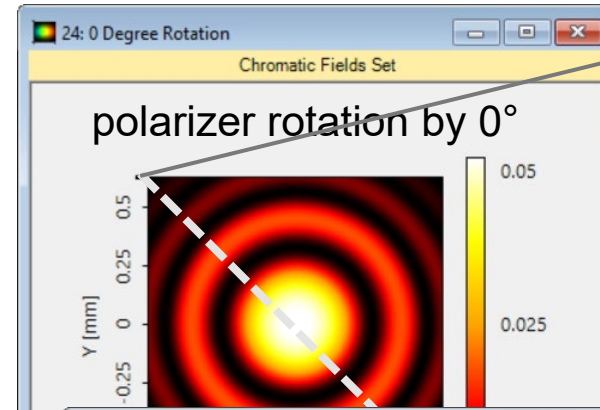 24: 0 Degree Rotation
Chromatic Fields Set
polarizer rotation by 0°
0.05
0.025
Y [mm]
0.5
0.25
0
-0.25